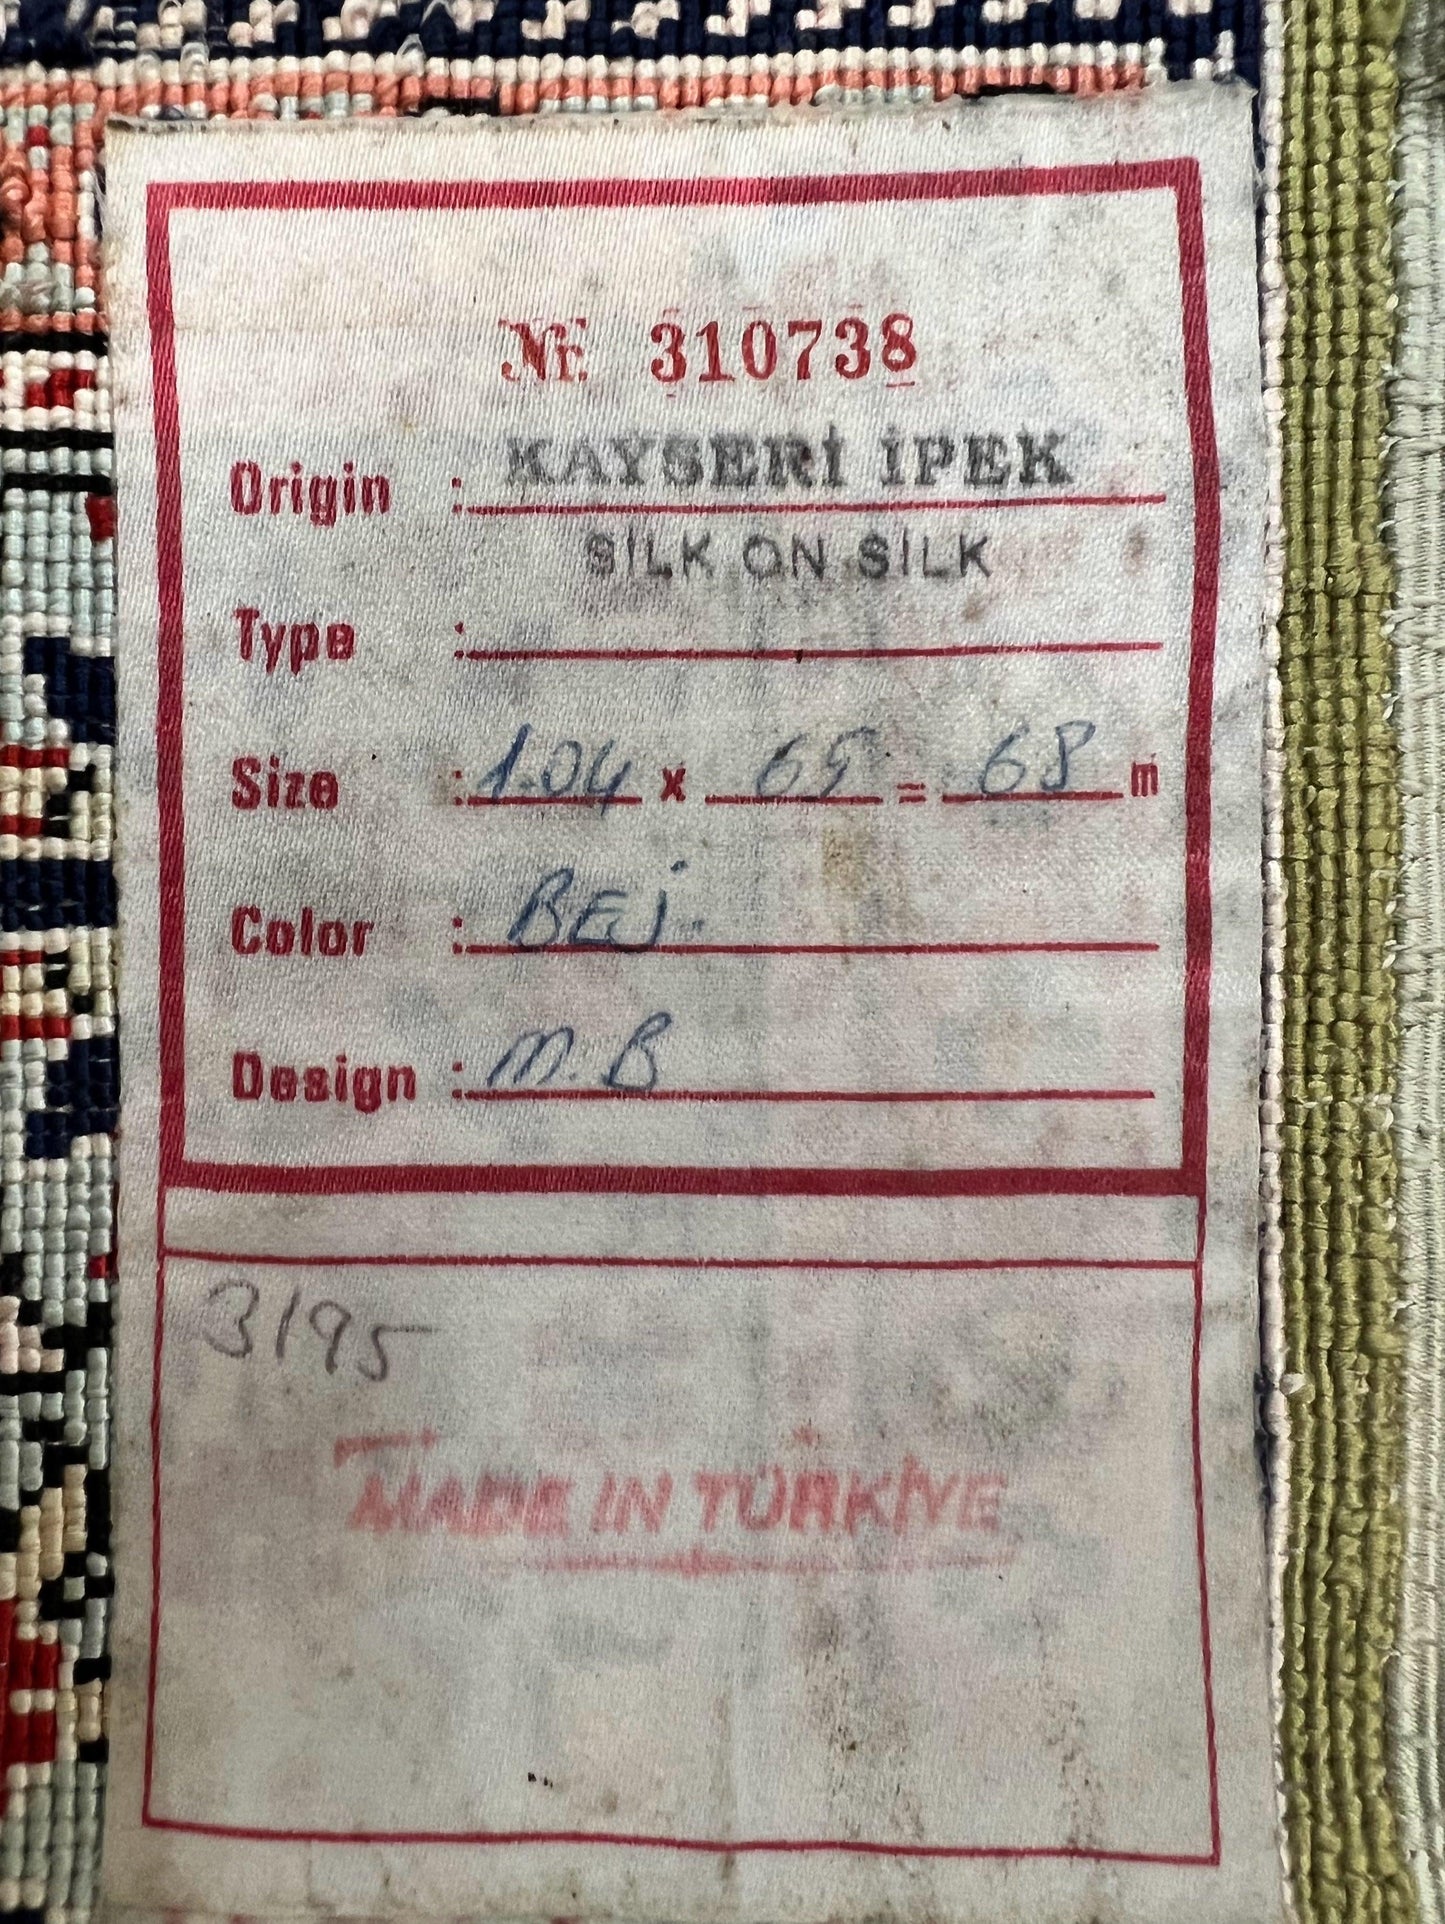 № 310738
Origin : KAYSERİ İPEK
SİLK ON SİLK
Type :
Size : 1.04 x 65 = 68 m
Color : BEJ.
Design : M.B
3195
MADE IN TÜRKİYE